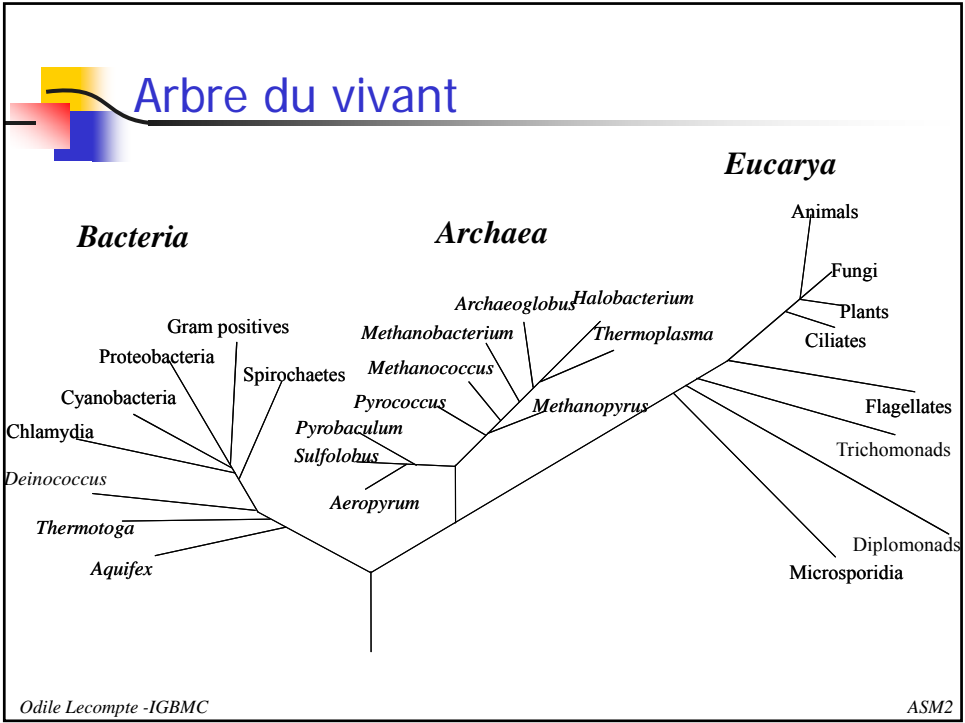 Arbre du vivant
Eucarya
Bacteria
Archaea
Animals
Fungi
Plants
Ciliates
Flagellates
Trichomonads
Diplomonads
Microsporidia
Archaeoglobus
Halobacterium
Methanobacterium
Thermoplasma
Methanococcus
Pyrococcus
Methanopyrus
Pyrobaculum
Sulfolobus
Aeropyrum
Gram positives
Proteobacteria
Spirochaetes
Cyanobacteria
Chlamydia
Deinococcus
Thermotoga
Aquifex
Odile Lecompte -IGBMC
ASM2